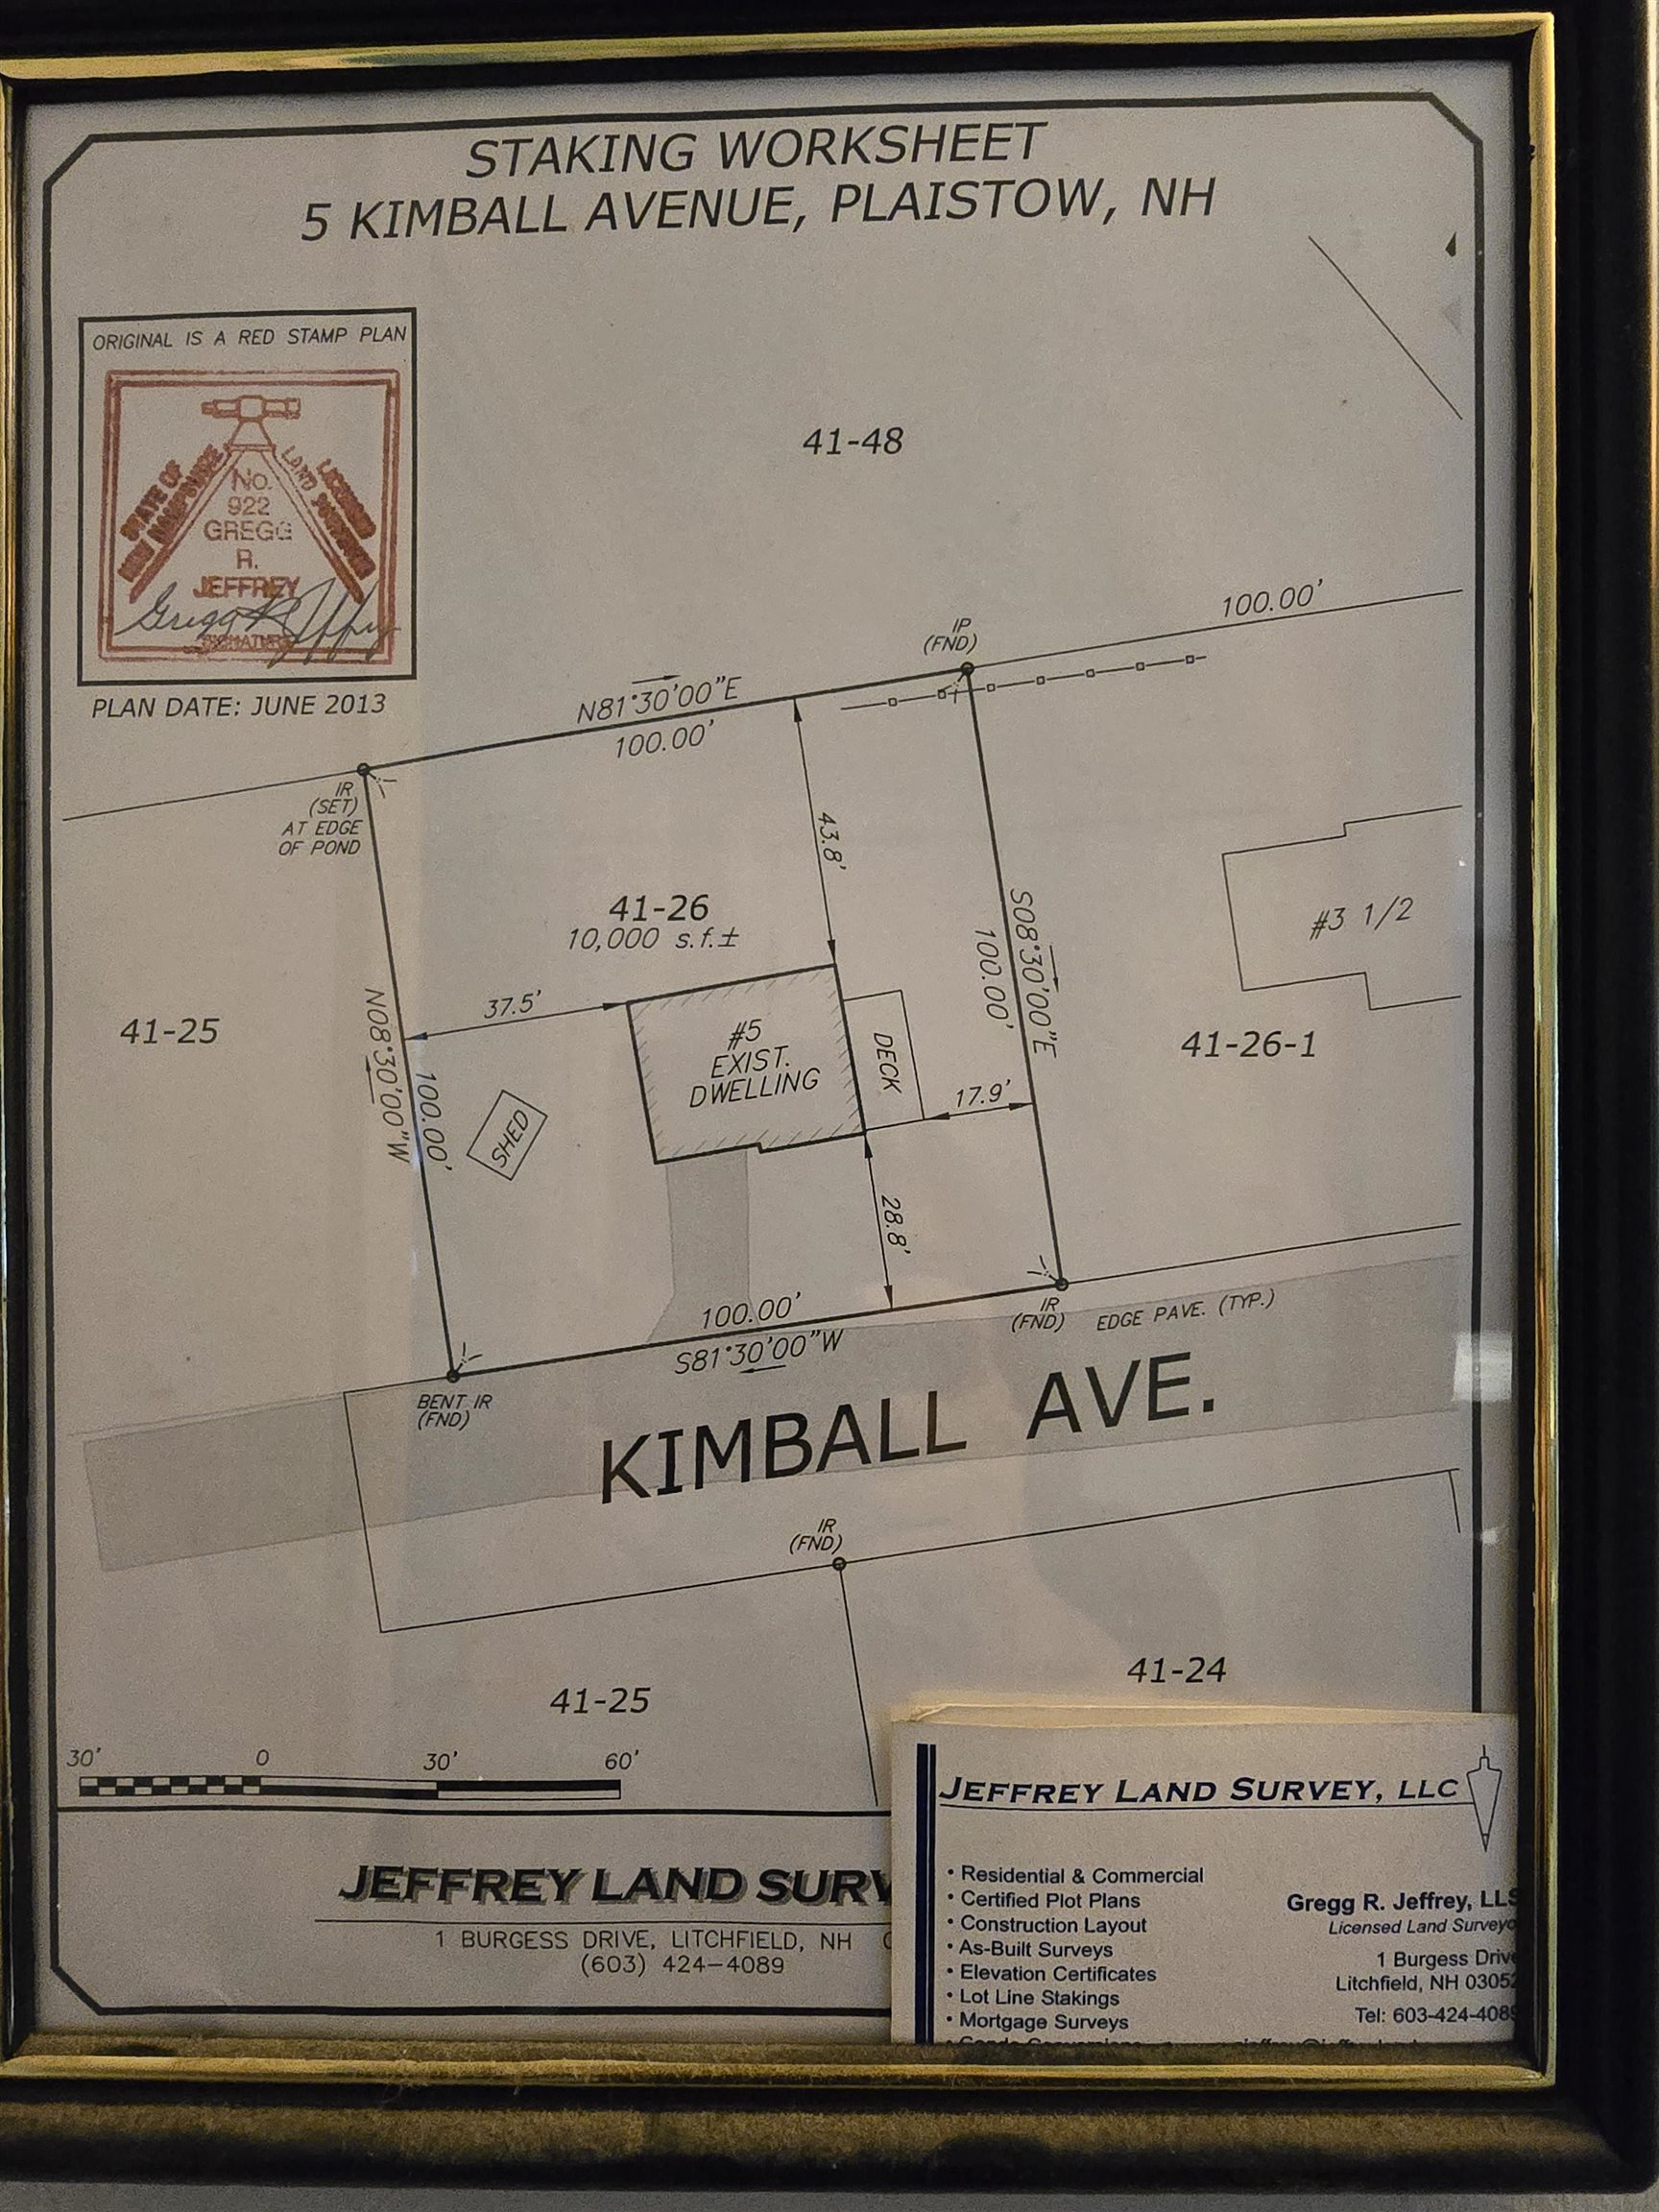 STAKING WORKSHEET
5 KIMBALL AVENUE, PLAISTOW, NH
ORIGINAL IS A RED STAMP PLAN
STATE OF
NEW HAMPSHIRE
LICENSED
LAND SURVEYOR
No.
922
GREGG
R.
JEFFREY
SIGNATURE
PLAN DATE: JUNE 2013
41-48
100.00'
IP
(FND)
N81°30'00"E
100.00'
IR
(SET)
AT EDGE
OF POND
43.8'
41-26
10,000 s.f.±
S08°30'00"E
100.00'
#3 1/2
41-25
37.5'
#5
EXIST.
DWELLING
DECK
41-26-1
N08°30'00"W
100.00'
SHED
17.9'
28.8'
100.00'
S81°30'00"W
IR
(FND)
EDGE PAVE. (TYP.)
BENT IR
(FND)
KIMBALL AVE.
IR
(FND)
41-24
41-25
30' 0 30' 60'
JEFFREY LAND SURV
1 BURGESS DRIVE, LITCHFIELD, NH
(603) 424-4089
JEFFREY LAND SURVEY, LLC
• Residential & Commercial
• Certified Plot Plans
• Construction Layout
• As-Built Surveys
• Elevation Certificates
• Lot Line Stakings
• Mortgage Surveys
Gregg R. Jeffrey, LLS
Licensed Land Surveyo
1 Burgess Drive
Litchfield, NH 03052
Tel: 603-424-4089